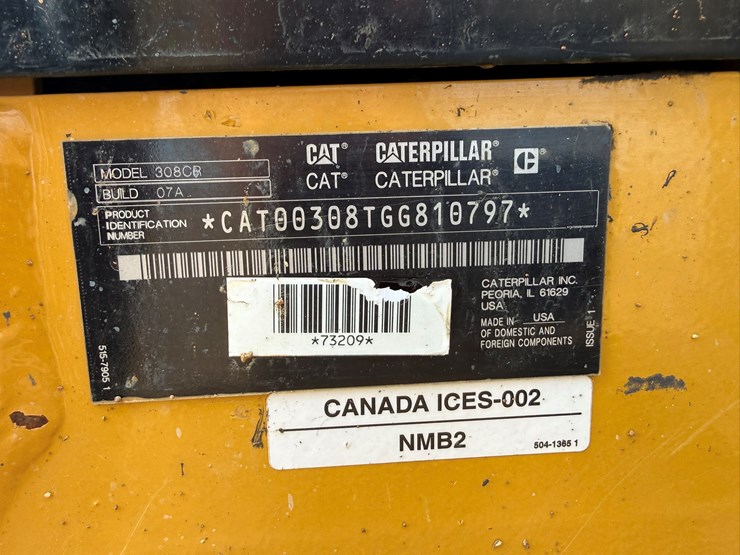 CAT® CATERPILLAR® C®
CAT® CATERPILLAR®
MODEL 308CR
BUILD 07A
PRODUCT IDENTIFICATION NUMBER *CAT00308TGG810797*
CATERPILLAR INC.
PEORIA, IL 61629
USA
MADE IN USA
OF DOMESTIC AND
FOREIGN COMPONENTS
ISSUE 1
515-7905 1
*73209*
CANADA ICES-002
NMB2
504-1365 1